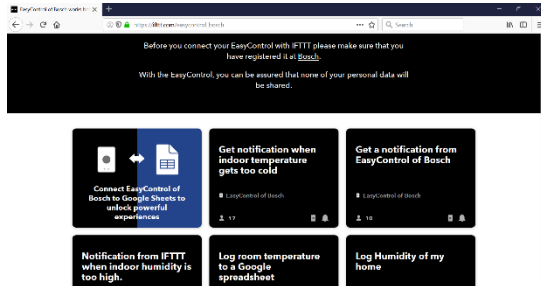 EasyControl of Bosch works bet
https://ifttt.com/easycontrol_bosch
Search
Before you connect your EasyControl with IFTTT please make sure that you
have registered it at Bosch.
With the EasyControl, you can be assured that none of your personal data will
be shared.
Connect EasyControl of
Bosch to Google Sheets to
unlock powerful
experiences
Get notification when
indoor temperature
gets too cold
EasyControl of Bosch
17
Get a notification from
EasyControl of Bosch
EasyControl of Bosch
10
Notification from IFTTT
when indoor humidity is
too high.
Log room temperature
to a Google
spreadsheet
Log Humidity of my
home